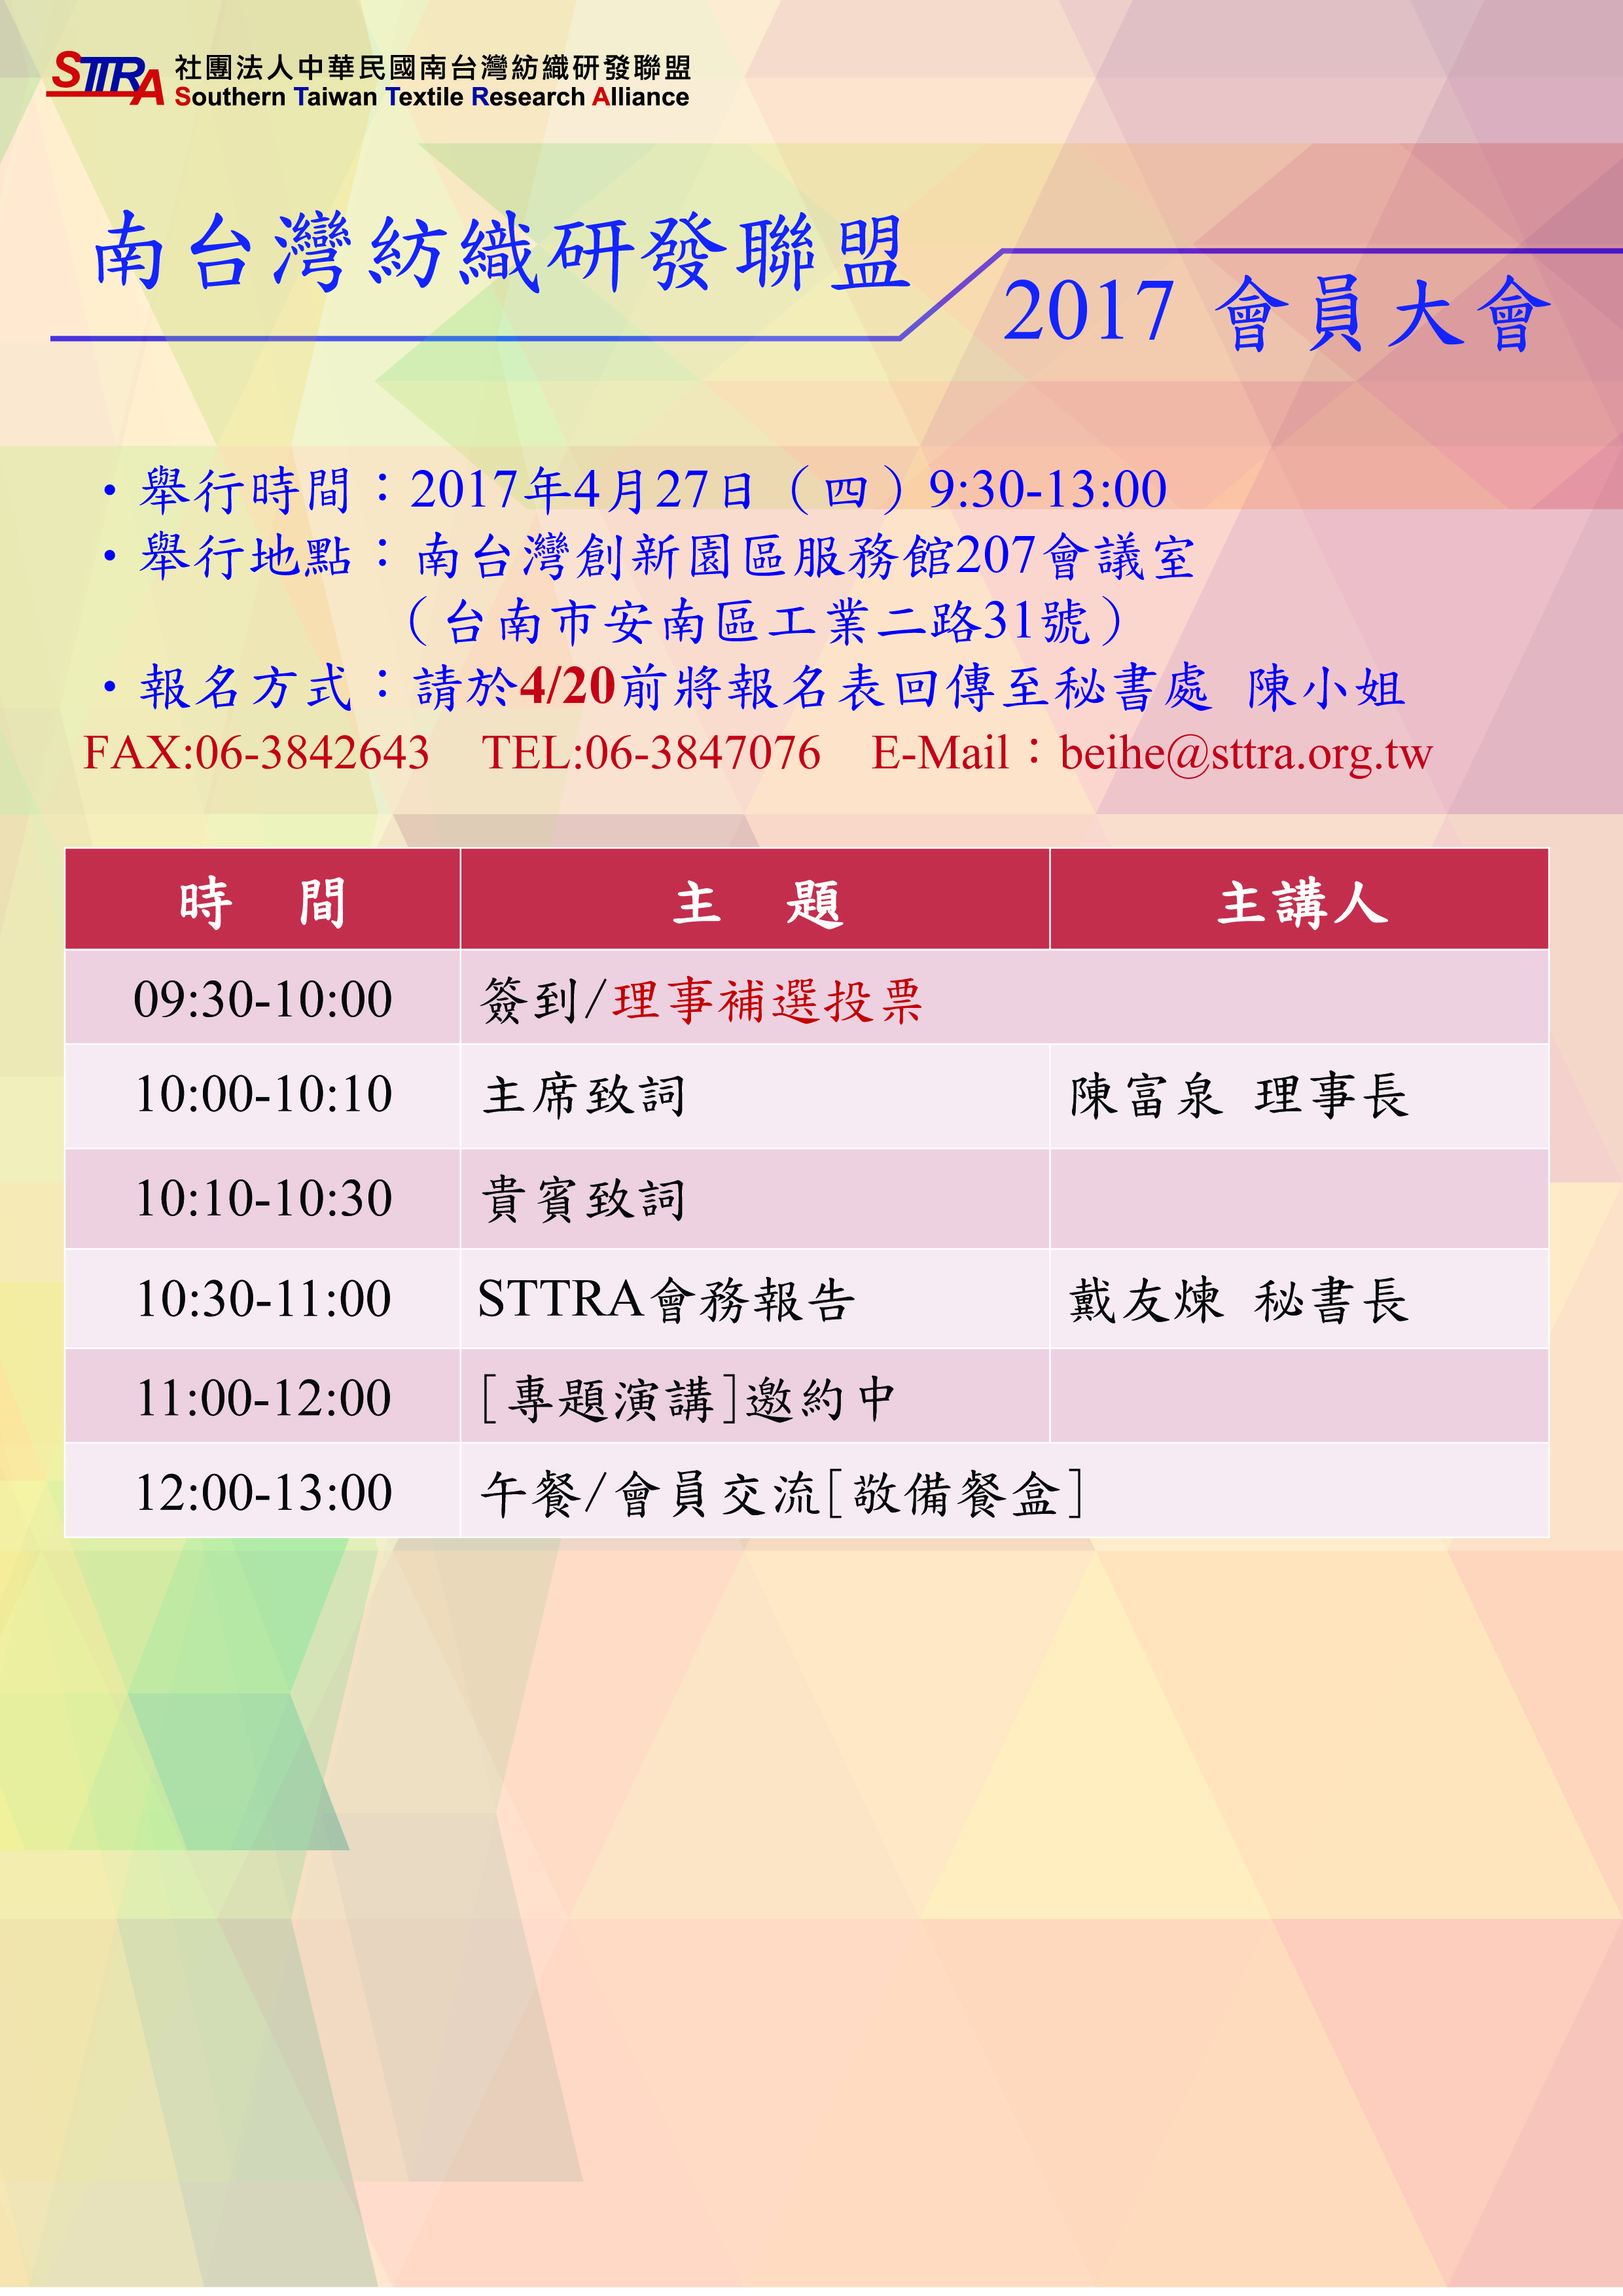 STTRA 社團法人中華民國南台灣紡織研發聯盟
Southern Taiwan Textile Research Alliance
南台灣紡織研發聯盟
2017 會員大會
・舉行時間：2017年4月27日（四）9:30-13:00
・舉行地點：南台灣創新園區服務館207會議室
（台南市安南區工業二路31號）
・報名方式：請於4/20前將報名表回傳至秘書處 陳小姐
FAX:06-3842643 TEL:06-3847076 E-Mail：beihe@sttra.org.tw
時 間 主 題 主講人
09:30-10:00 簽到/理事補選投票
10:00-10:10 主席致詞 陳富泉 理事長
10:10-10:30 貴賓致詞
10:30-11:00 STTRA會務報告 戴友煉 秘書長
11:00-12:00 [專題演講]邀約中
12:00-13:00 午餐/會員交流[敬備餐盒]